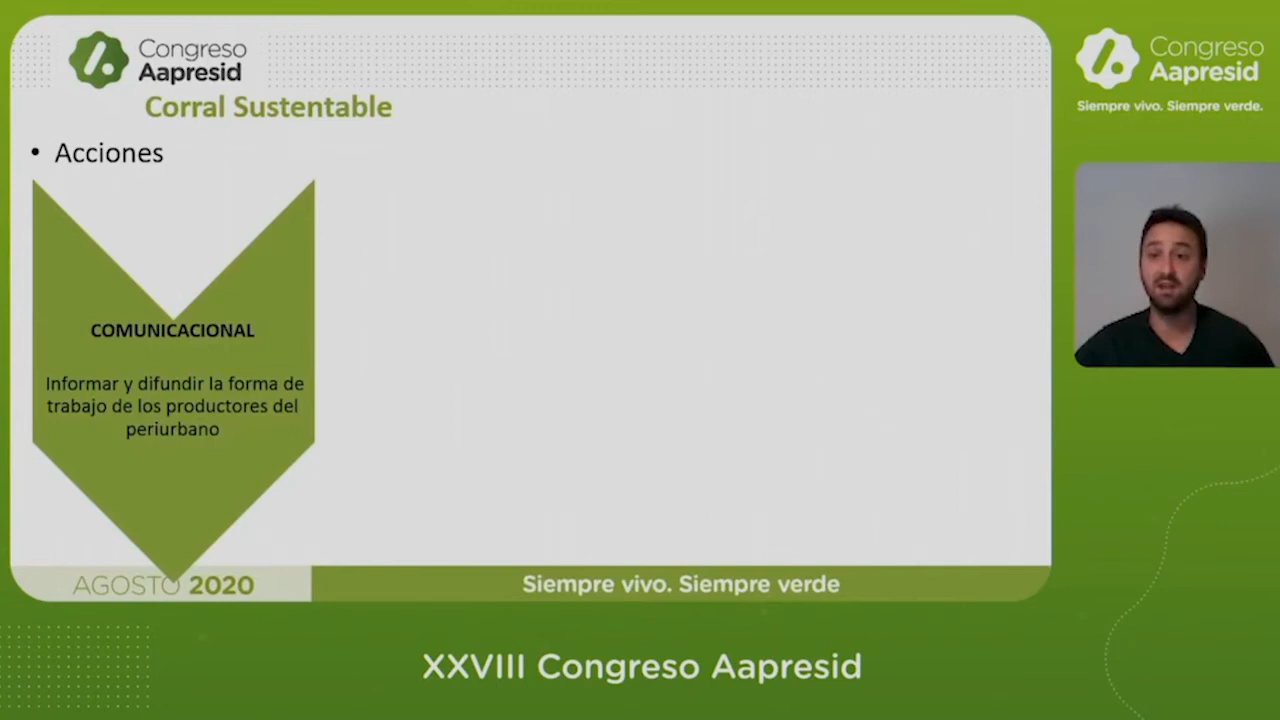 Congreso
Aapresid
Corral Sustentable
• Acciones
COMUNICACIONAL
Informar y difundir la forma de
trabajo de los productores del
periurbano
AGOSTO 2020
Siempre vivo. Siempre verde
Congreso
Aapresid
Siempre vivo. Siempre verde.
XXVIII Congreso Aapresid